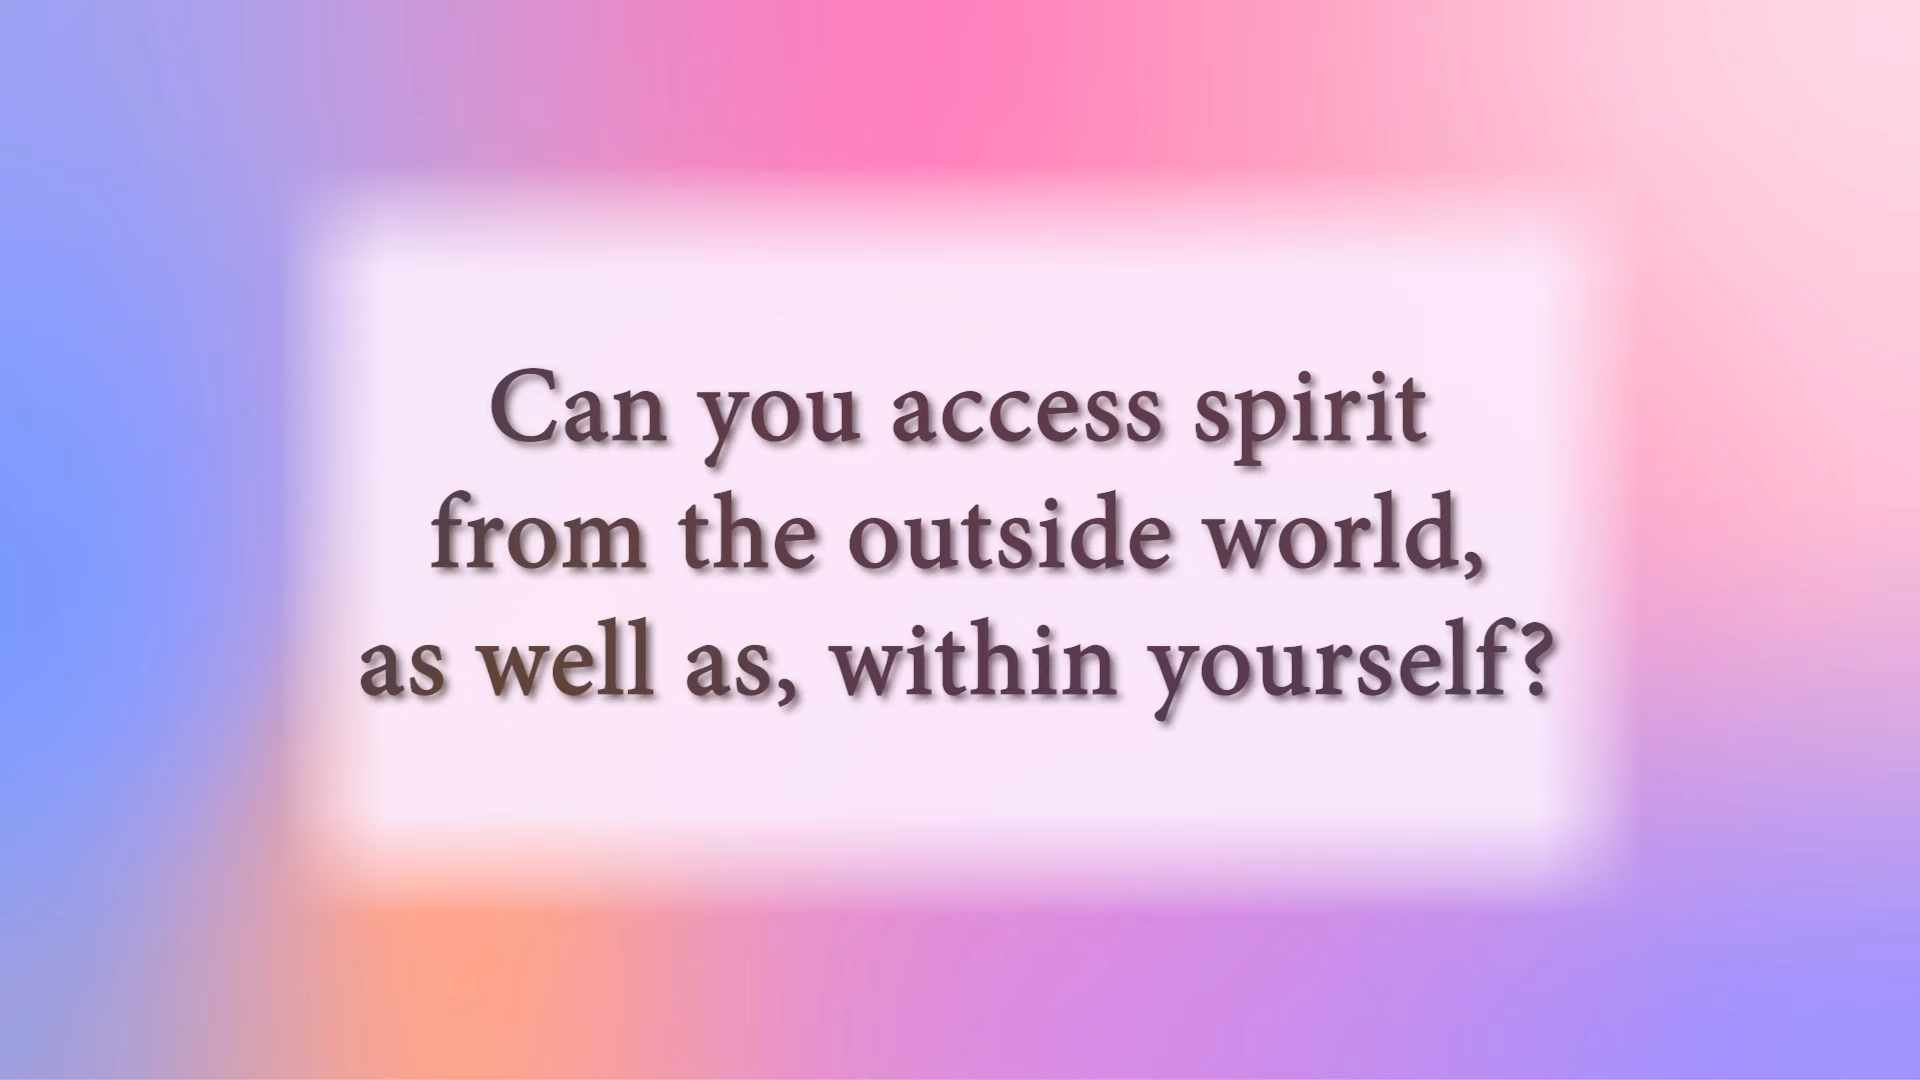 Can you access spirit
from the outside world,
as well as, within yourself?